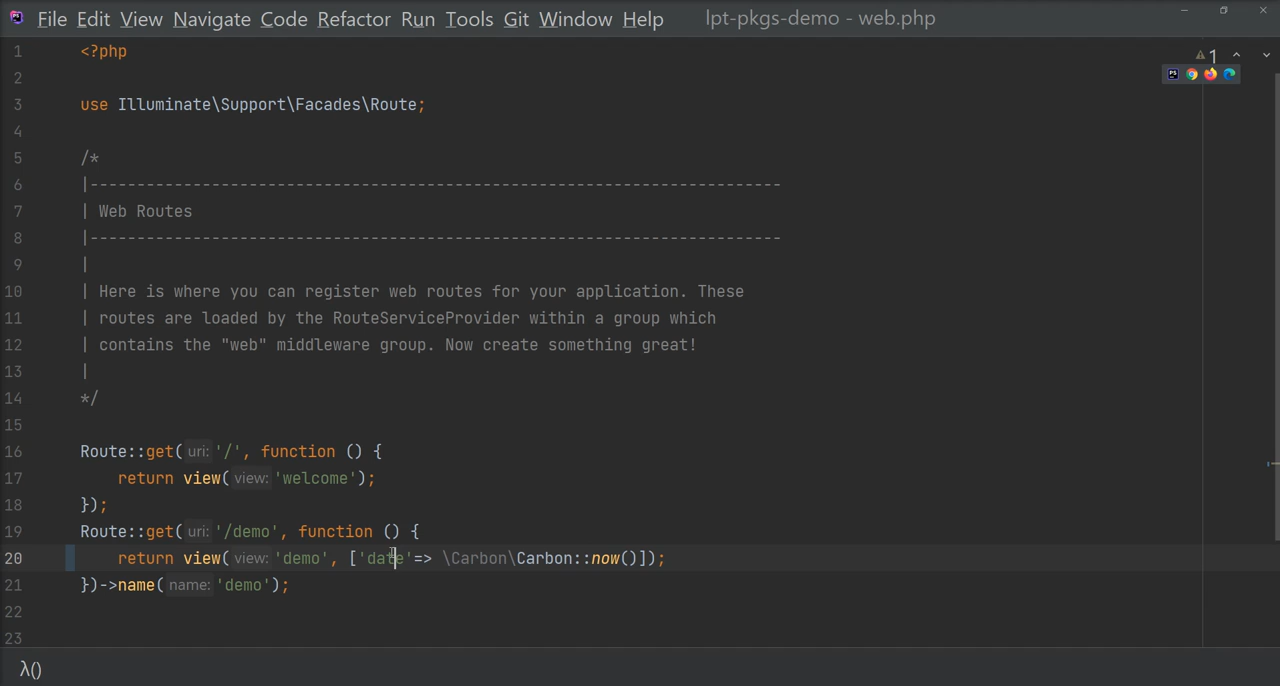 PS File Edit View Navigate Code Refactor Run Tools Git Window Help lpt-pkgs-demo - web.php
1 <?php
1
PS
2
3 use Illuminate\Support\Facades\Route;
4
5 /*
6 |--------------------------------------------------------------------------
7 | Web Routes
8 |--------------------------------------------------------------------------
9 |
10 | Here is where you can register web routes for your application. These
11 | routes are loaded by the RouteServiceProvider within a group which
12 | contains the "web" middleware group. Now create something great!
13 |
14 */
15
16 Route::get( uri: '/', function () {
17 return view( view: 'welcome');
18 });
19 Route::get( uri: '/demo', function () {
20 return view( view: 'demo', ['date'=> \Carbon\Carbon::now()]);
21 })->name( name: 'demo');
22
23
λ()